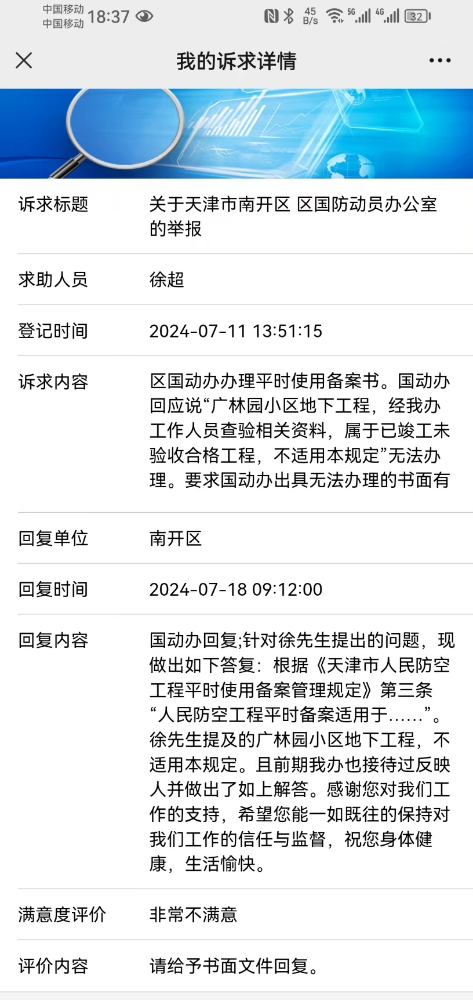 中国移动
中国移动
18:37
45
B/s
5G
4G
32
我的诉求详情
诉求标题
关于天津市南开区 区国防动员办公室
的举报
求助人员
徐超
登记时间
2024-07-11 13:51:15
诉求内容
区国动办办理平时使用备案书。国动办
回应说“广林园小区地下工程，经我办
工作人员查验相关资料，属于已竣工未
验收合格工程，不适用本规定”无法办
理。要求国动办出具无法办理的书面有
回复单位
南开区
回复时间
2024-07-18 09:12:00
回复内容
国动办回复;针对徐先生提出的问题，现
做出如下答复：根据《天津市人民防空
工程平时使用备案管理规定》第三条
“人民防空工程平时备案适用于……”。
徐先生提及的广林园小区地下工程，不
适用本规定。且前期我办也接待过反映
人并做出了如上解答。感谢您对我们工
作的支持，希望您能一如既往的保持对
我们工作的信任与监督，祝您身体健
康，生活愉快。
满意度评价
非常不满意
评价内容
请给予书面文件回复。